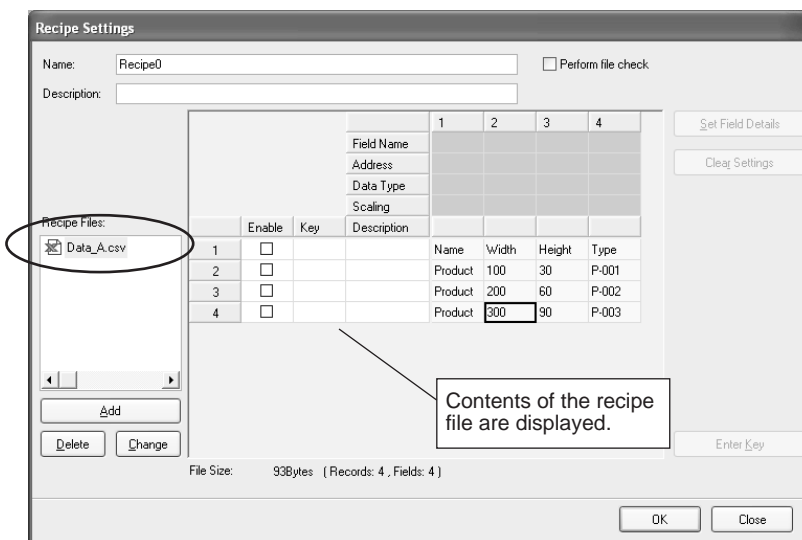 Recipe Settings
Name: Recipe0 Perform file check
Description:
1 2 3 4 Set Field Details
Field Name
Address Clear Settings
Data Type
Scaling
Recipe Files: Enable Key Description
Data_A.csv 1 Name Width Height Type
2 Product 100 30 P-001
3 Product 200 60 P-002
4 Product 300 90 P-003
Contents of the recipe
file are displayed.
Add
Delete Change Enter Key
File Size: 93Bytes ( Records: 4 , Fields: 4 )
OK Close